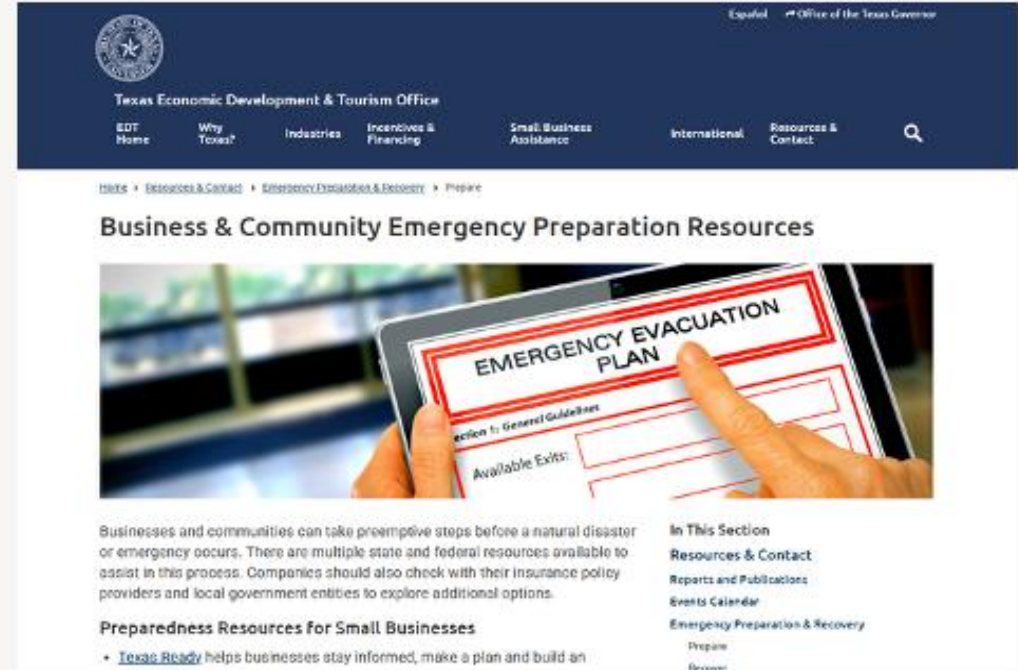 Español Office of the Texas Governor
Texas Economic Development & Tourism Office
EDT Home
Why Texas?
Industries
Incentives & Financing
Small Business Assistance
International
Resources & Contact
Home Resources & Contact Emergency Preparation & Recovery Prepare
Business & Community Emergency Preparation Resources
EMERGENCY EVACUATION
PLAN
ection 1: General Guidelines
Available Exits:
Businesses and communities can take preemptive steps before a natural disaster
or emergency occurs. There are multiple state and federal resources available to
assist in this process. Companies should also check with their insurance policy
providers and local government entities to explore additional options.
Preparedness Resources for Small Businesses
• Texas Ready helps businesses stay informed, make a plan and build an
In This Section
Resources & Contact
Reports and Publications
Events Calendar
Emergency Preparation & Recovery
Prepare
Recover